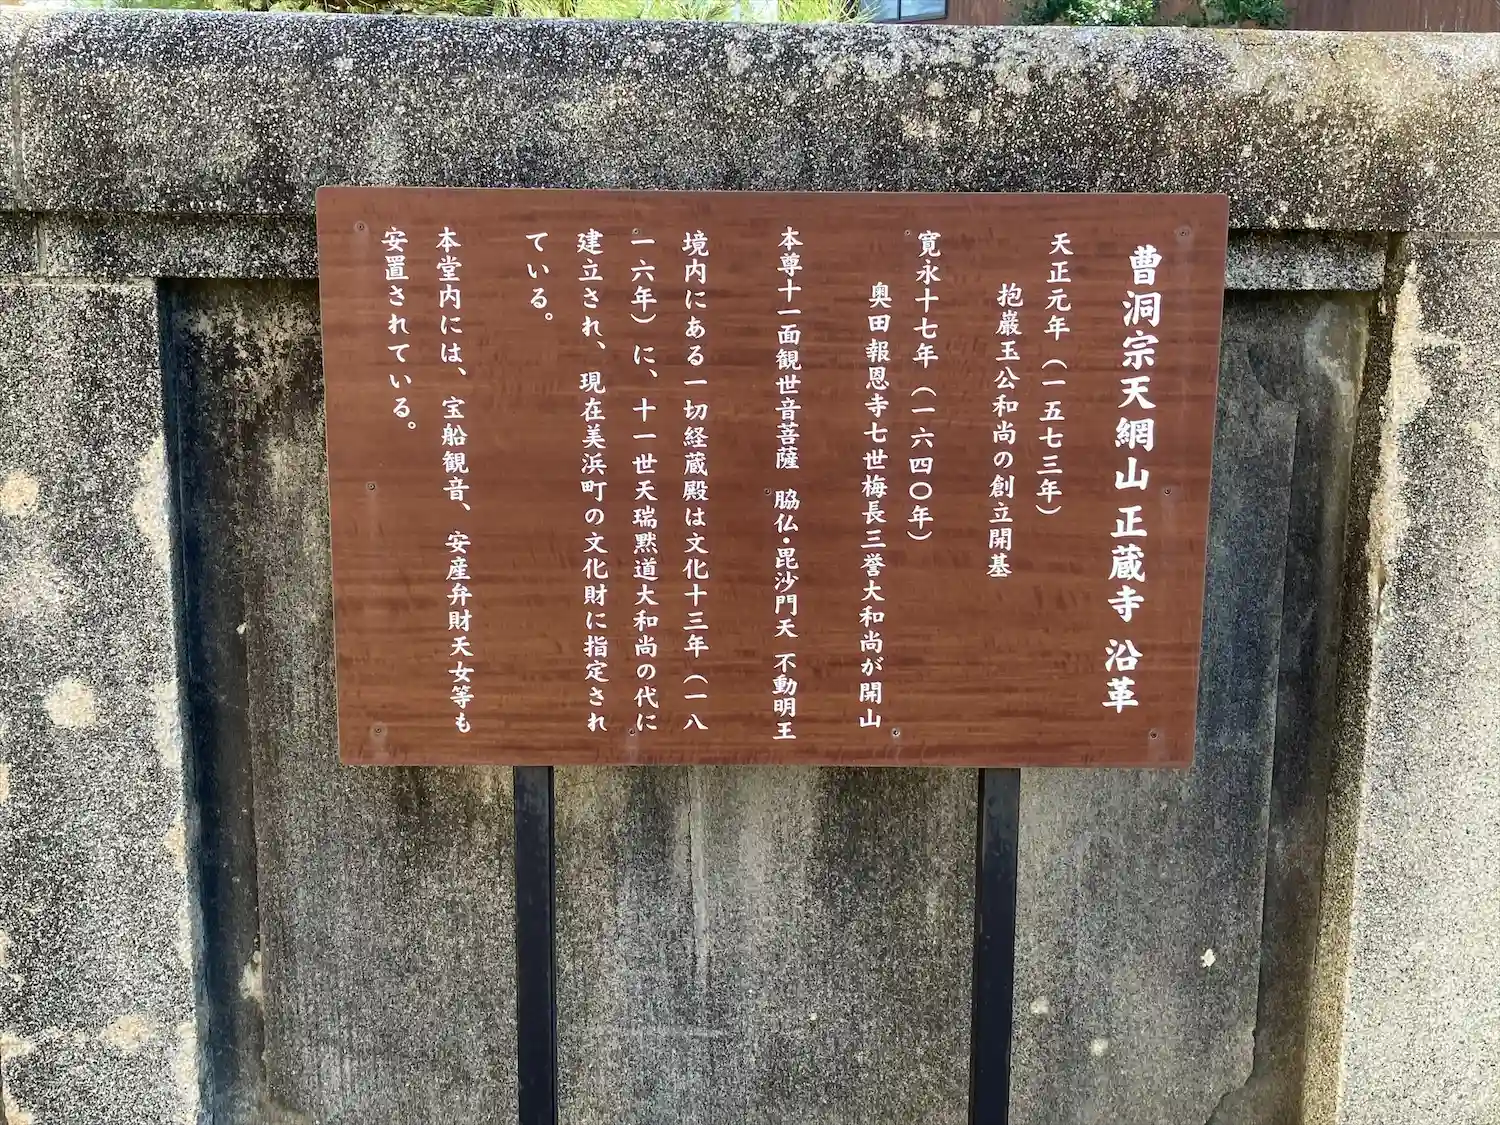 曹洞宗天網山 正蔵寺 沿革
天正元年（一五七三年）
抱巖玉公和尚の創立開基
寛永十七年（一六四〇年）
奥田報恩寺七世梅長三誉大和尚が開山
本尊十一面観世音菩薩 脇仏・毘沙門天 不動明王
境内にある一切経蔵殿は文化十三年（一八
一六年）に、十一世天瑞黙道大和尚の代に
建立され、現在美浜町の文化財に指定され
ている。
本堂内には、宝船観音、安産弁財天女等も
安置されている。